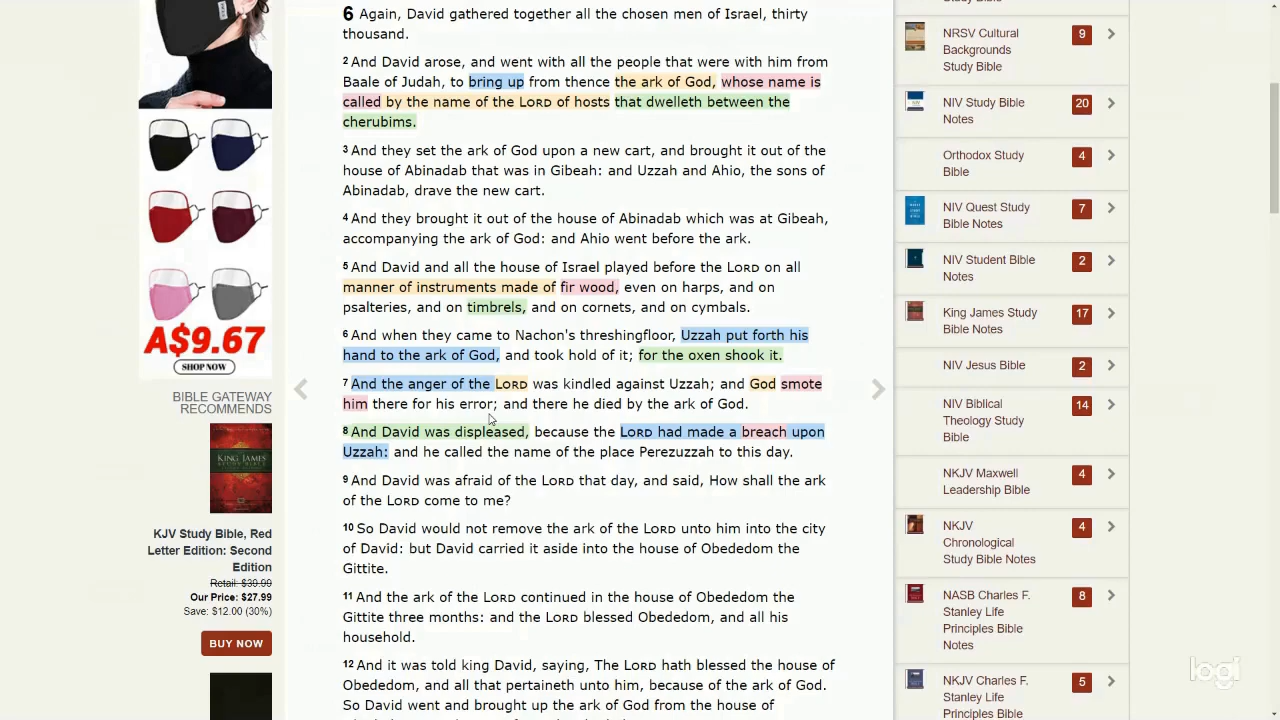 A$9.67
SHOP NOW
BIBLE GATEWAY
RECOMMENDS
KING JAMES
STUDY BIBLE
KJV Study Bible, Red
Letter Edition: Second
Edition
Retail: $39.99
Our Price: $27.99
Save: $12.00 (30%)
BUY NOW
6 Again, David gathered together all the chosen men of Israel, thirty
thousand.
2 And David arose, and went with all the people that were with him from
Baale of Judah, to bring up from thence the ark of God, whose name is
called by the name of the LORD of hosts that dwelleth between the
cherubims.
3 And they set the ark of God upon a new cart, and brought it out of the
house of Abinadab that was in Gibeah: and Uzzah and Ahio, the sons of
Abinadab, drave the new cart.
4 And they brought it out of the house of Abinadab which was at Gibeah,
accompanying the ark of God: and Ahio went before the ark.
5 And David and all the house of Israel played before the LORD on all
manner of instruments made of fir wood, even on harps, and on
psalteries, and on timbrels, and on cornets, and on cymbals.
6 And when they came to Nachon's threshingfloor, Uzzah put forth his
hand to the ark of God, and took hold of it; for the oxen shook it.
7 And the anger of the LORD was kindled against Uzzah; and God smote
him there for his error; and there he died by the ark of God.
8 And David was displeased, because the LORD had made a breach upon
Uzzah: and he called the name of the place Perezzuzzah to this day.
9 And David was afraid of the LORD that day, and said, How shall the ark
of the LORD come to me?
10 So David would not remove the ark of the LORD unto him into the city
of David: but David carried it aside into the house of Obededom the
Gittite.
11 And the ark of the LORD continued in the house of Obededom the
Gittite three months: and the LORD blessed Obededom, and all his
household.
12 And it was told king David, saying, The LORD hath blessed the house of
Obededom, and all that pertaineth unto him, because of the ark of God.
So David went and brought up the ark of God from the house of
NRSV Cultural
Backgrounds
Study Bible
9
NIV Study Bible
Notes
20
Orthodox Study
Bible
4
NIV Quest Study
Bible Notes
7
NIV Student Bible
Notes
2
King James Study
Bible Notes
17
NIV Jesus Bible
2
NIV Biblical
Theology Study
Bible
14
NKJV Maxwell
Leadership Bible
4
NKJV
Chronological
Study Bible Notes
4
NASB Charles F.
Stanley Life
Principles Bible
Notes
8
NKJV Charles F.
Stanley Life
Principles Bible
5
logi